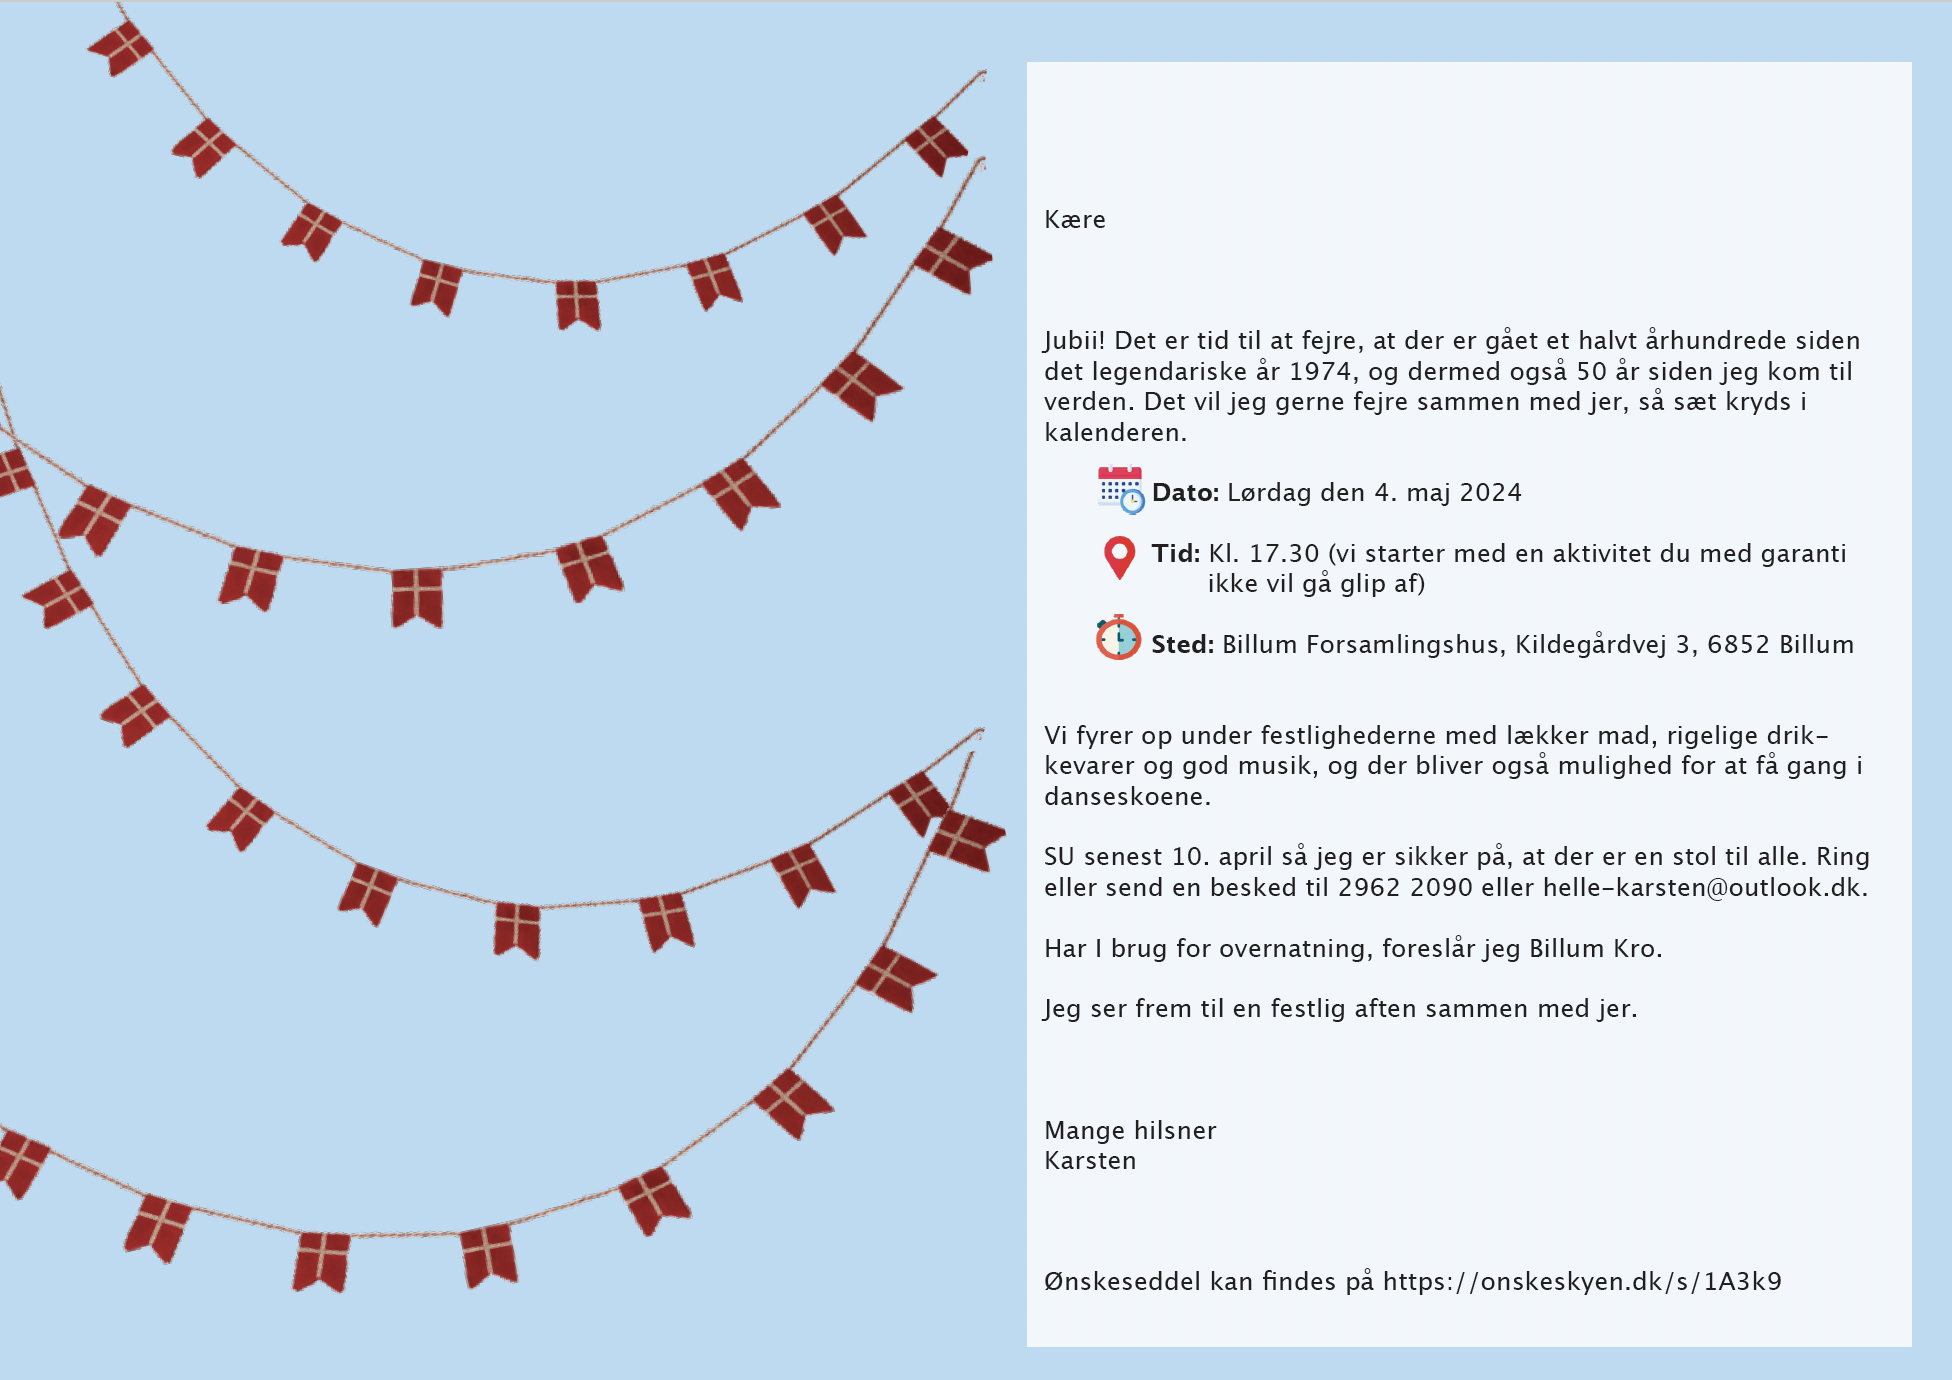 Kære
Jubii! Det er tid til at fejre, at der er gået et halvt århundrede siden
det legendariske år 1974, og dermed også 50 år siden jeg kom til
verden. Det vil jeg gerne fejre sammen med jer, så sæt kryds i
kalenderen.
Dato: Lørdag den 4. maj 2024
Tid: Kl. 17.30 (vi starter med en aktivitet du med garanti
ikke vil gå glip af)
Sted: Billum Forsamlingshus, Kildegårdvej 3, 6852 Billum
Vi fyrer op under festlighederne med lækker mad, rigelige drik-
kevarer og god musik, og der bliver også mulighed for at få gang i
danseskoene.
SU senest 10. april så jeg er sikker på, at der er en stol til alle. Ring
eller send en besked til 2962 2090 eller helle-karsten@outlook.dk.
Har I brug for overnatning, foreslår jeg Billum Kro.
Jeg ser frem til en festlig aften sammen med jer.
Mange hilsner
Karsten
Ønskeseddel kan findes på https://onskeskyen.dk/s/1A3k9